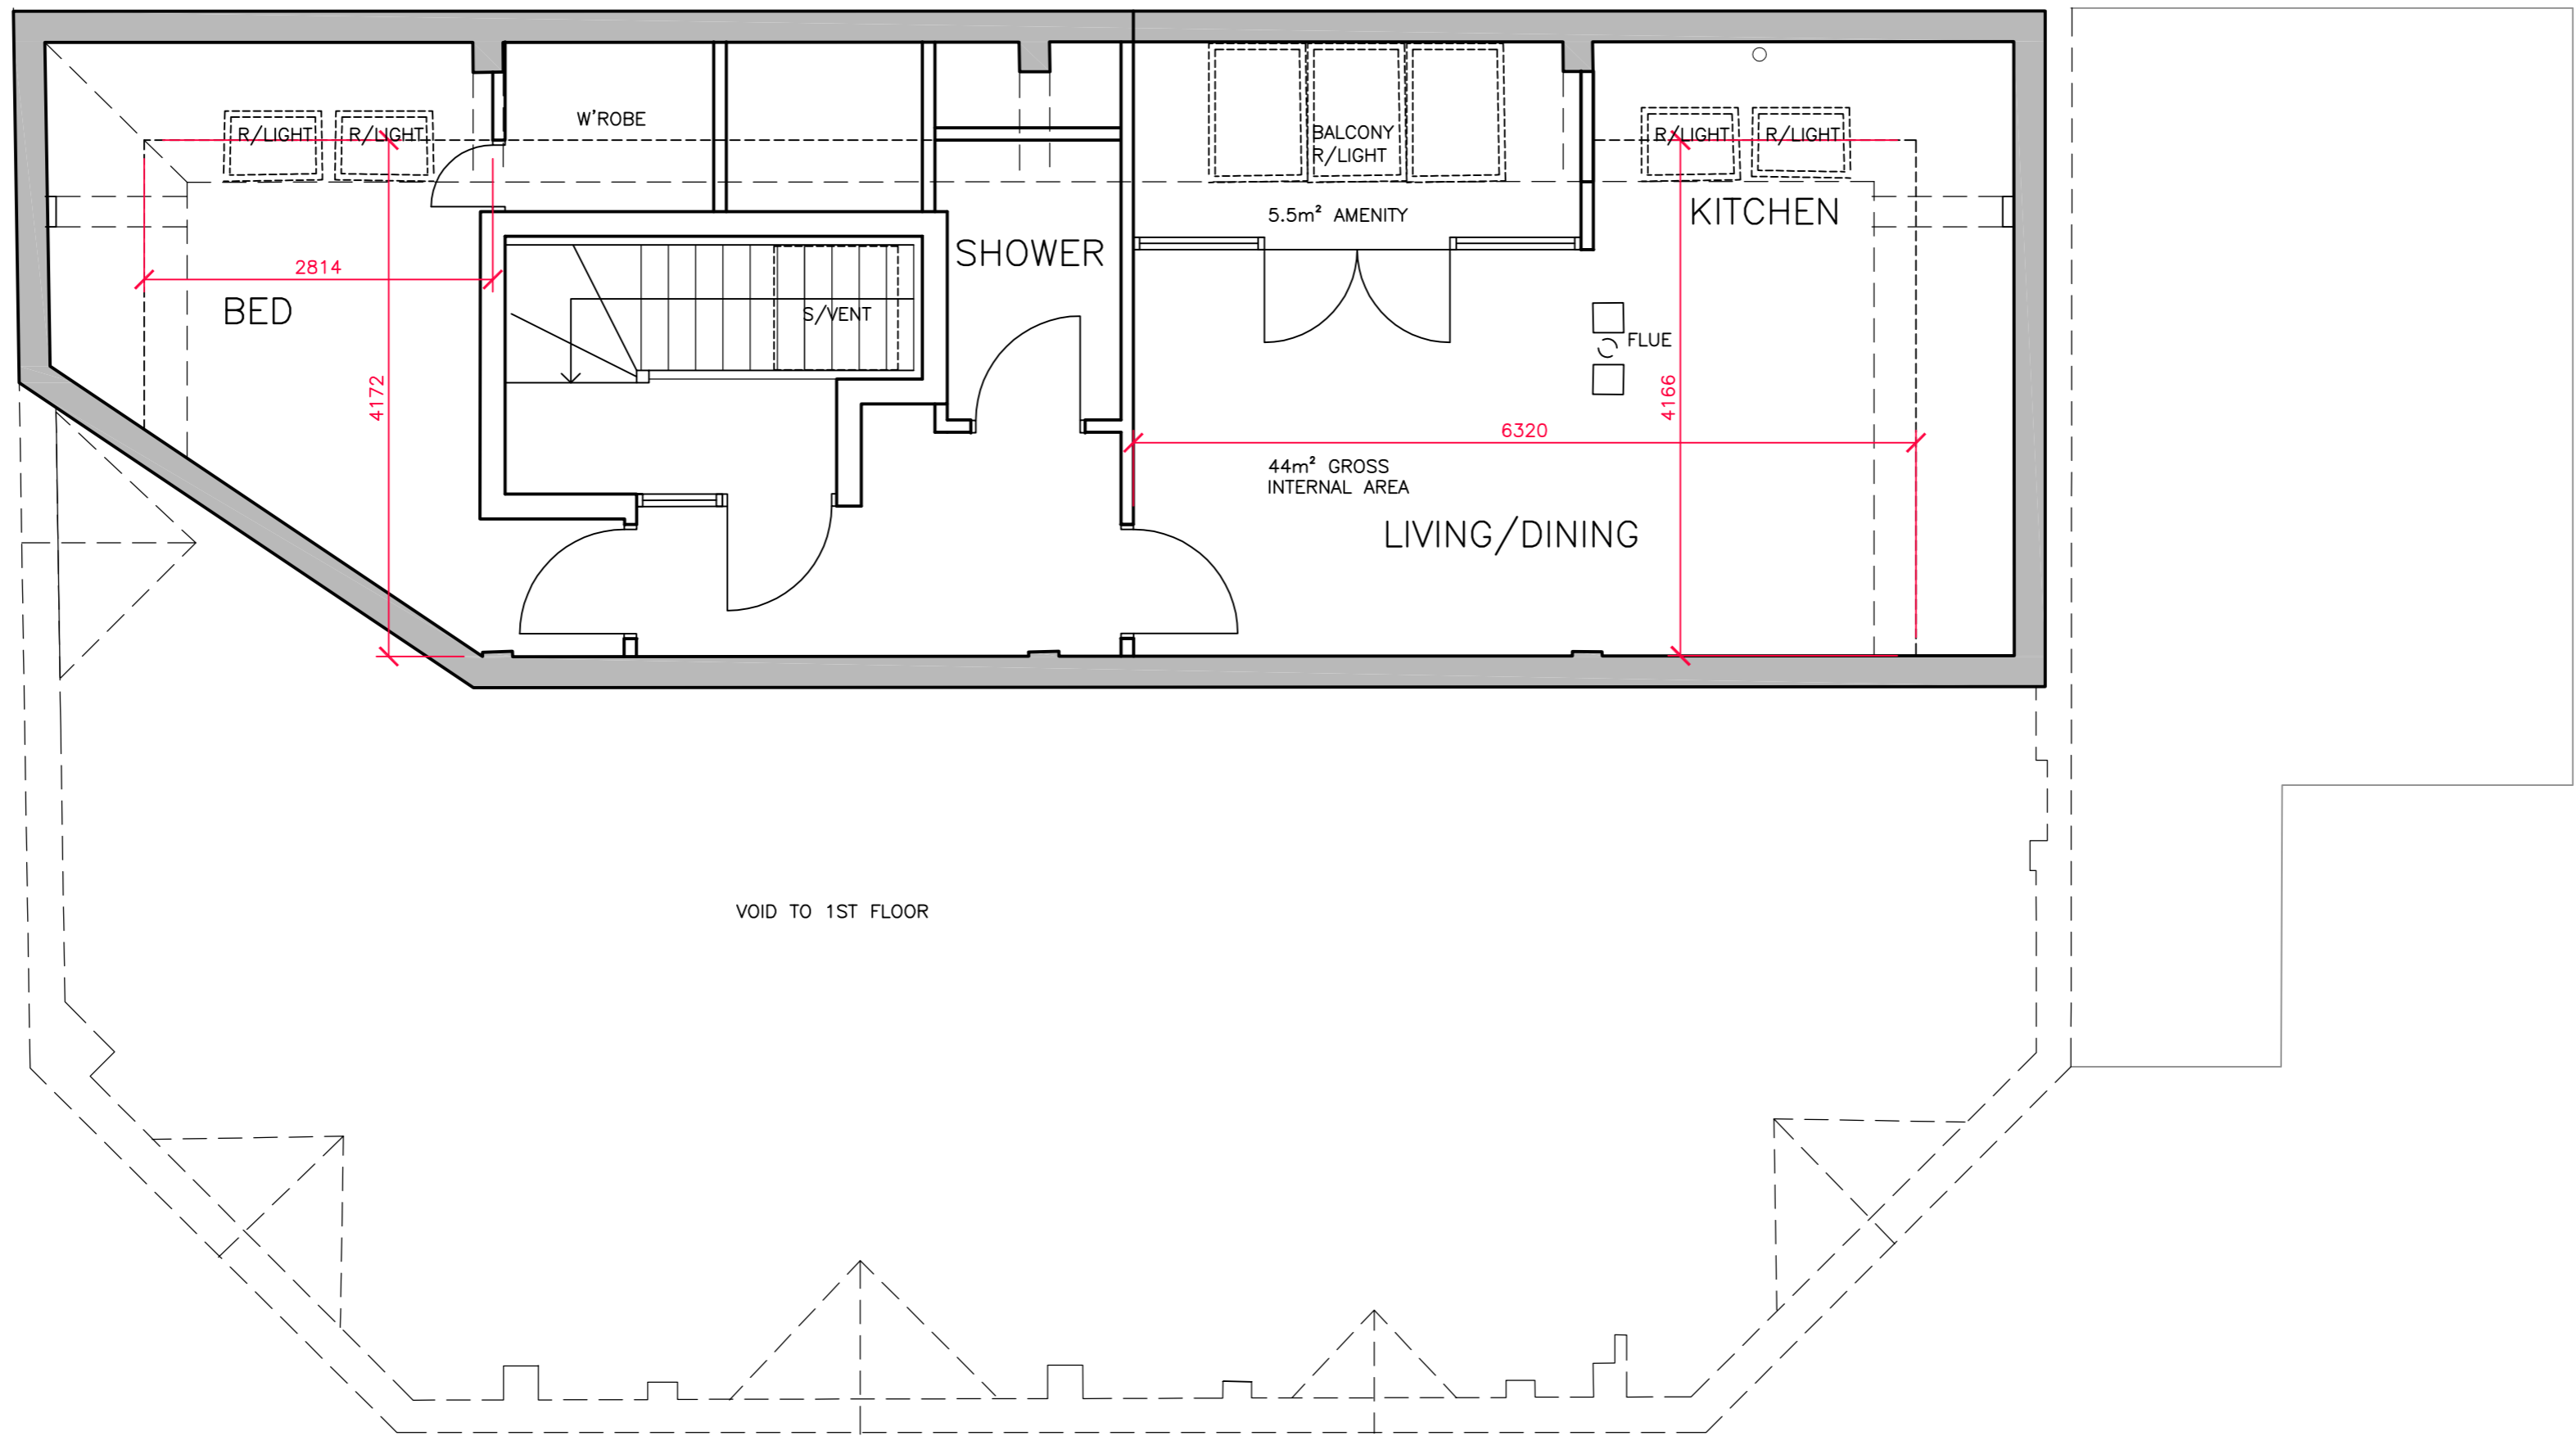 W'ROBE
R/LIGHT
R/LIGHT
BALCONY
R/LIGHT
R/LIGHT
R/LIGHT
5.5m² AMENITY
KITCHEN
SHOWER
2814
BED
S/VENT
FLUE
4172
4166
6320
44m² GROSS
INTERNAL AREA
LIVING/DINING
VOID TO 1ST FLOOR